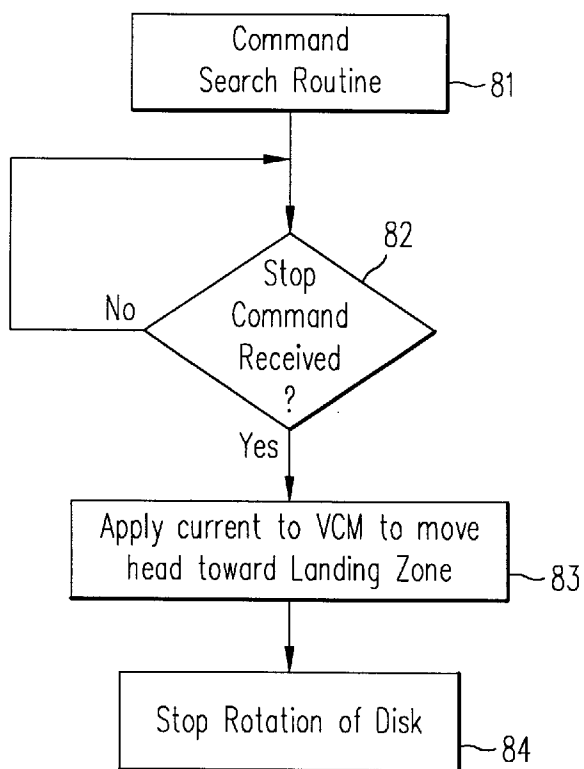 Command
Search Routine
81
82
Stop
Command
Received
?
No
Yes
Apply current to VCM to move
head toward Landing Zone
83
Stop Rotation of Disk
84